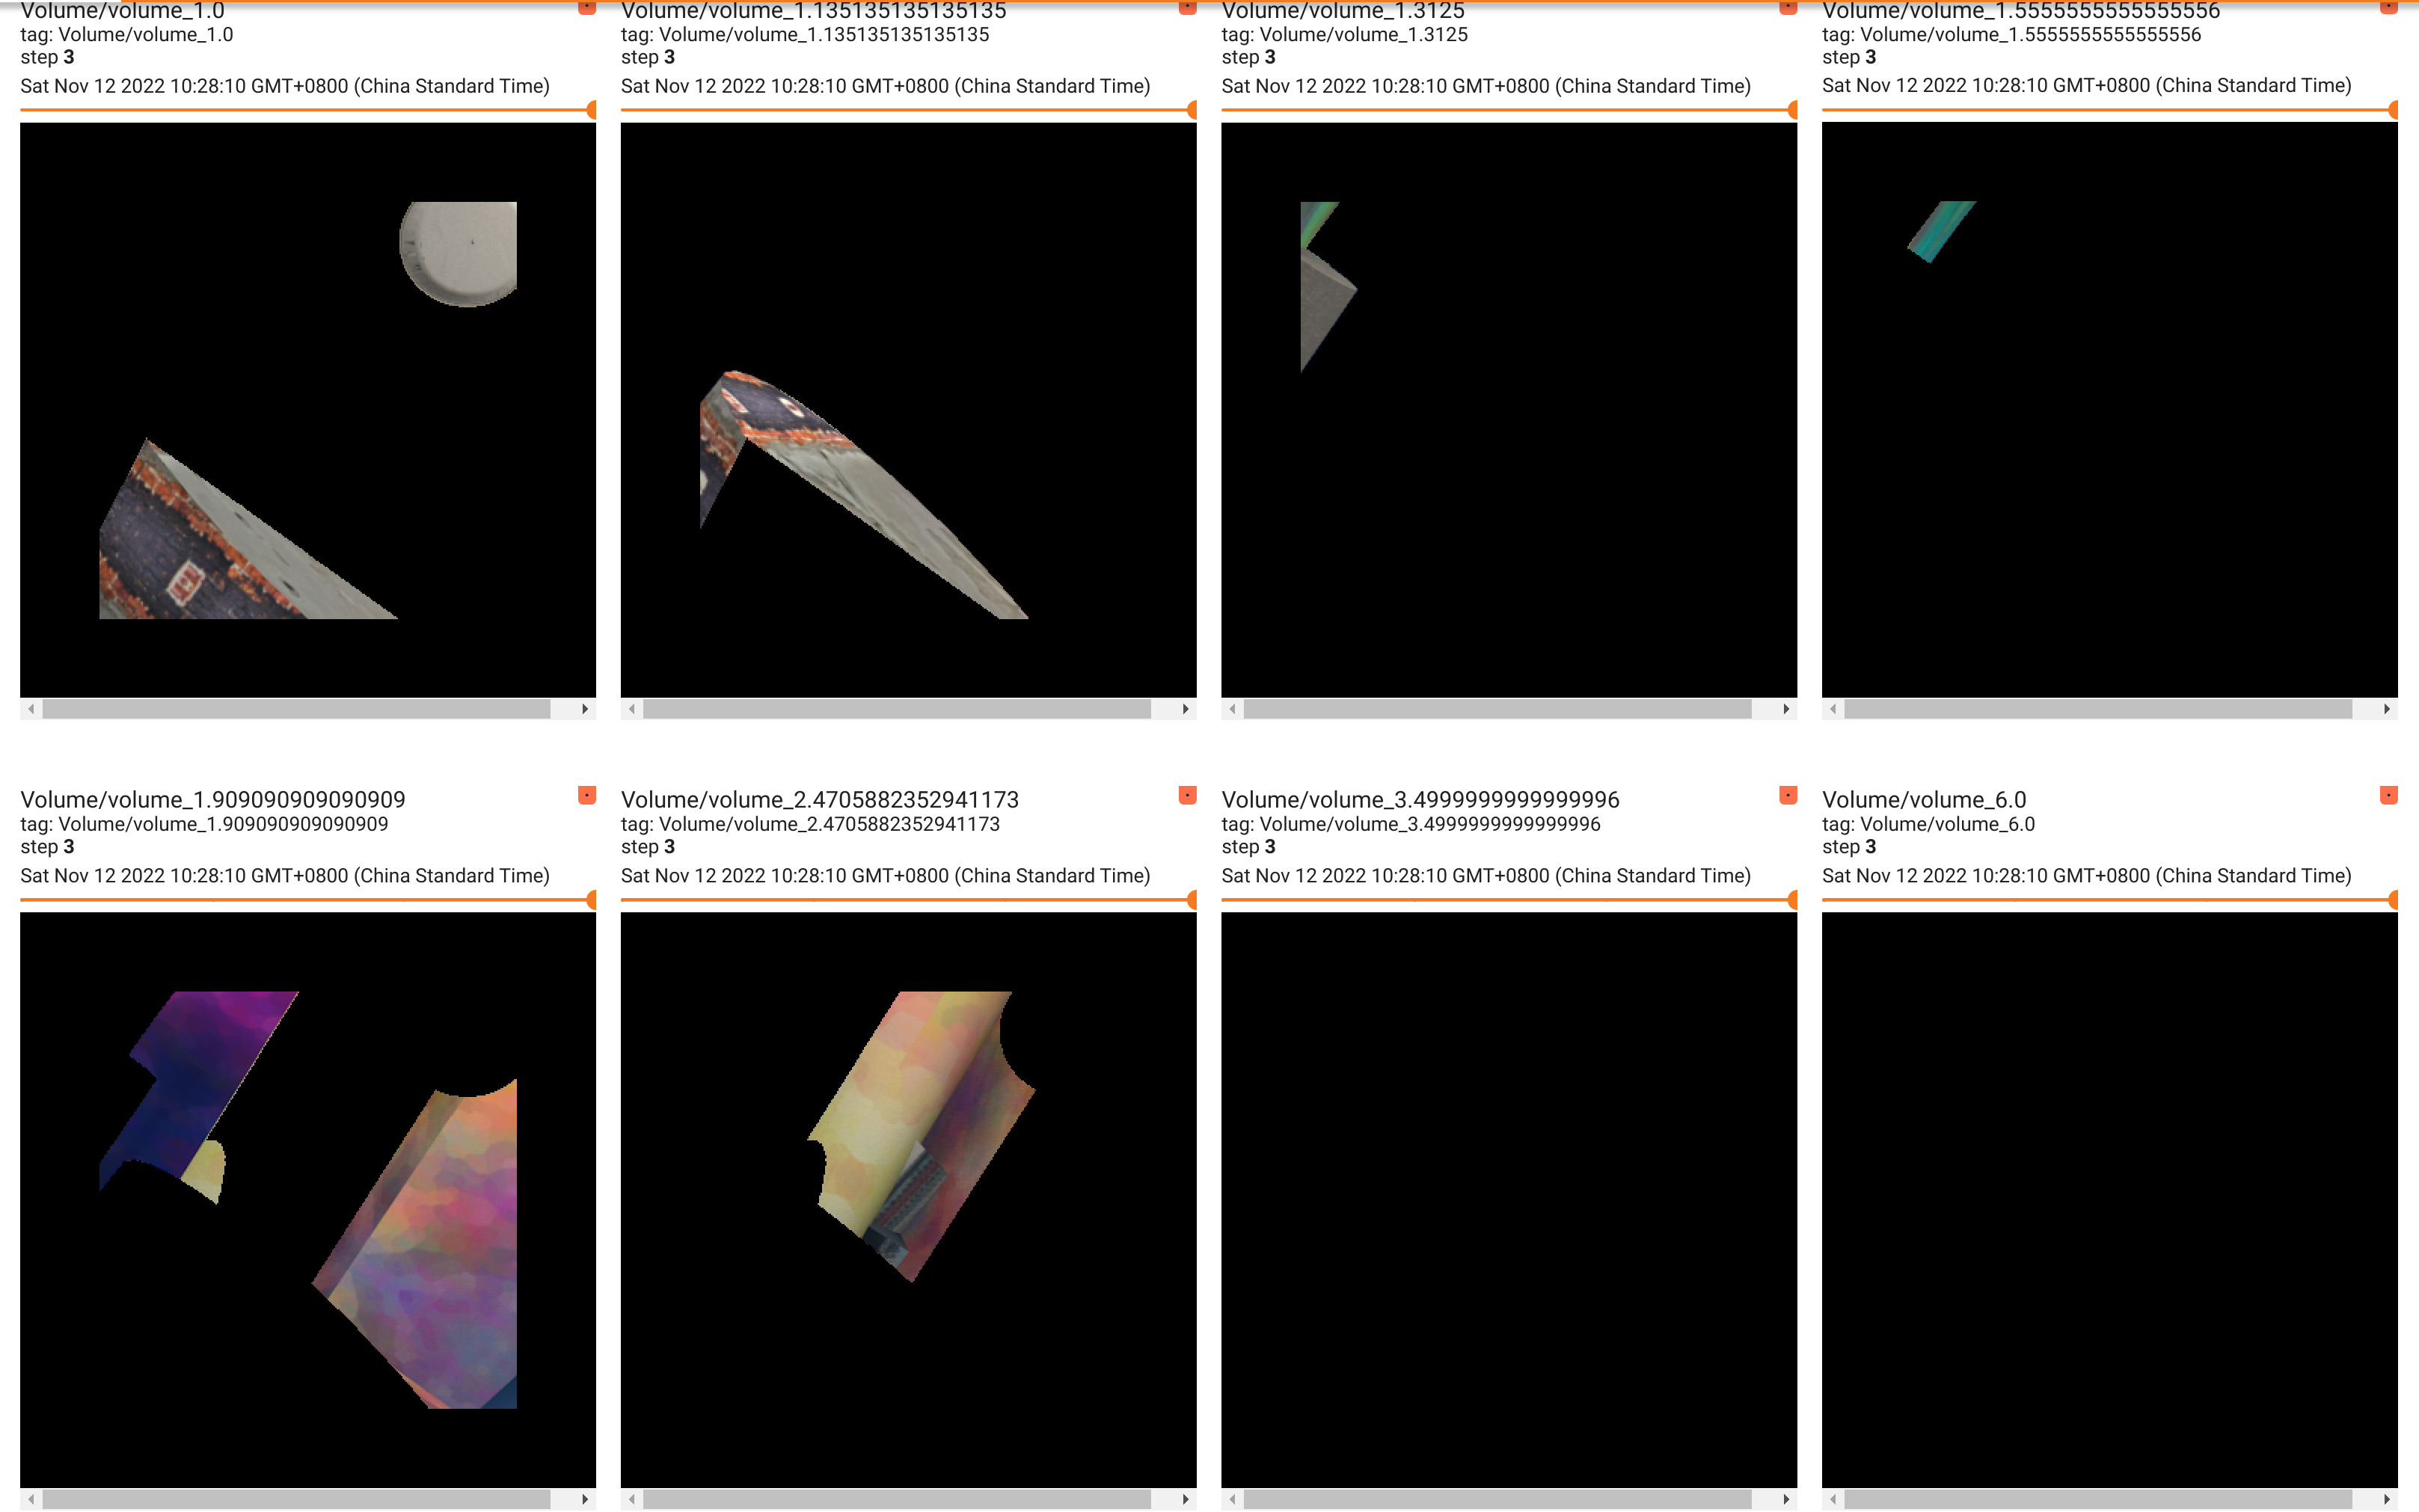 Volume/volume_1.0
tag: Volume/volume_1.0
step 3
Sat Nov 12 2022 10:28:10 GMT+0800 (China Standard Time)
Volume/volume_1.135135135135135
tag: Volume/volume_1.135135135135135
step 3
Sat Nov 12 2022 10:28:10 GMT+0800 (China Standard Time)
Volume/volume_1.3125
tag: Volume/volume_1.3125
step 3
Sat Nov 12 2022 10:28:10 GMT+0800 (China Standard Time)
Volume/volume_1.5555555555555556
tag: Volume/volume_1.5555555555555556
step 3
Sat Nov 12 2022 10:28:10 GMT+0800 (China Standard Time)
Volume/volume_1.909090909090909
tag: Volume/volume_1.909090909090909
step 3
Sat Nov 12 2022 10:28:10 GMT+0800 (China Standard Time)
Volume/volume_2.4705882352941173
tag: Volume/volume_2.4705882352941173
step 3
Sat Nov 12 2022 10:28:10 GMT+0800 (China Standard Time)
Volume/volume_3.4999999999999996
tag: Volume/volume_3.4999999999999996
step 3
Sat Nov 12 2022 10:28:10 GMT+0800 (China Standard Time)
Volume/volume_6.0
tag: Volume/volume_6.0
step 3
Sat Nov 12 2022 10:28:10 GMT+0800 (China Standard Time)